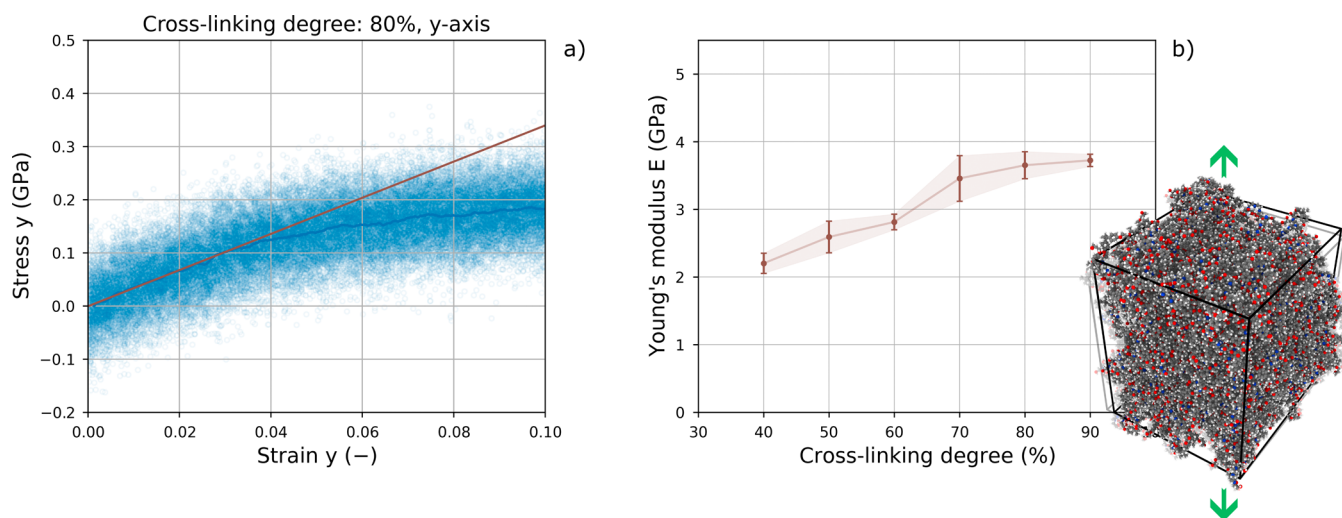 Cross-linking degree: 80%, y-axis
a)
0.5
0.4
0.3
0.2
0.1
0.0
−0.1
−0.2
Stress y (GPa)
0.00 0.02 0.04 0.06 0.08 0.10
Strain y (−)
b)
5
4
3
2
1
0
Young's modulus E (GPa)
30 40 50 60 70 80 90
Cross-linking degree (%)